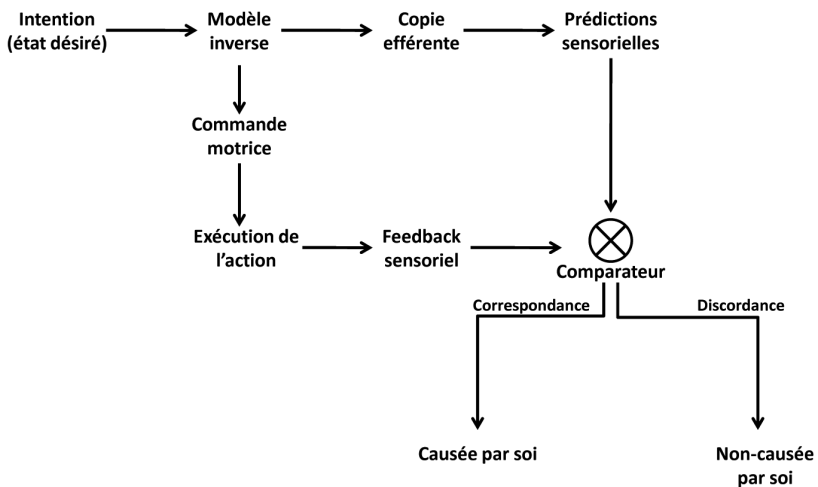 Intention
(état désiré)
Modèle
inverse
Copie
efférente
Prédictions
sensorielles
Commande
motrice
Exécution de
l'action
Feedback
sensoriel
Comparateur
Correspondance
Discordance
Causée par soi
Non-causée
par soi